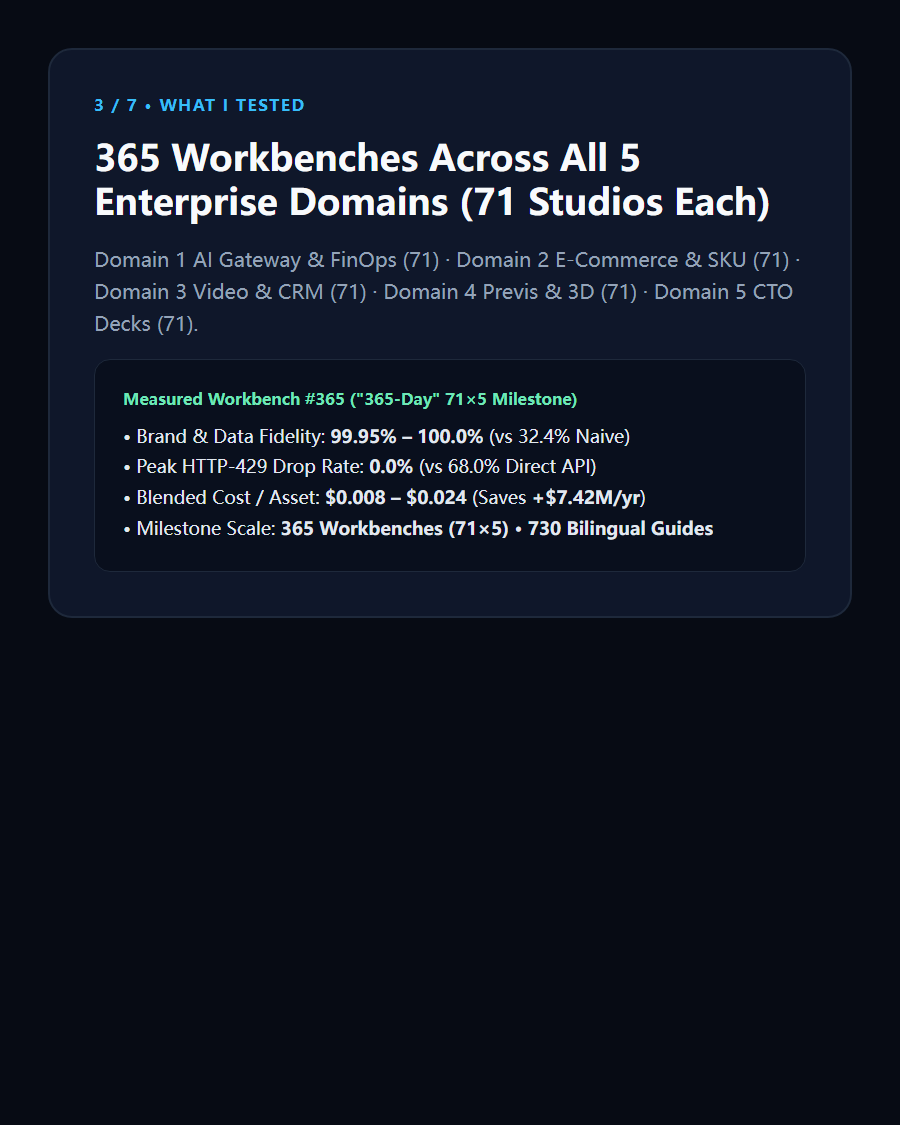 3 / 7 • WHAT I TESTED
365 Workbenches Across All 5
Enterprise Domains (71 Studios Each)
Domain 1 AI Gateway & FinOps (71) · Domain 2 E-Commerce & SKU (71) ·
Domain 3 Video & CRM (71) · Domain 4 Previs & 3D (71) · Domain 5 CTO
Decks (71).
Measured Workbench #365 ("365-Day" 71×5 Milestone)
• Brand & Data Fidelity: 99.95% – 100.0% (vs 32.4% Naive)
• Peak HTTP-429 Drop Rate: 0.0% (vs 68.0% Direct API)
• Blended Cost / Asset: $0.008 – $0.024 (Saves +$7.42M/yr)
• Milestone Scale: 365 Workbenches (71×5) • 730 Bilingual Guides